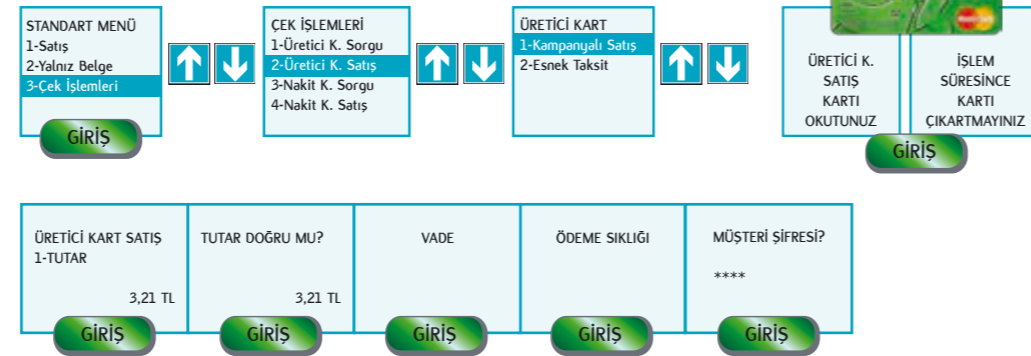 STANDART MENÜ
1-Satış
2-Yalnız Belge
3-Çek İşlemleri
GİRİŞ
ÇEK İŞLEMLERİ
1-Üretici K. Sorgu
2-Üretici K. Satış
3-Nakit K. Sorgu
4-Nakit K. Satış
ÜRETİCİ KART
1-Kampanyalı Satış
2-Esnek Taksit
ÜRETİCİ K.
SATIŞ
KARTI
OKUTUNUZ
İŞLEM
SÜRESİNCE
KARTI
ÇIKARTMAYINIZ
GİRİŞ
ÜRETİCİ KART SATIŞ
1-TUTAR
3,21 TL
GİRİŞ
TUTAR DOĞRU MU?
3,21 TL
GİRİŞ
VADE
GİRİŞ
ÖDEME SIKLIĞI
GİRİŞ
MÜŞTERİ ŞİFRESİ?
****
GİRİŞ